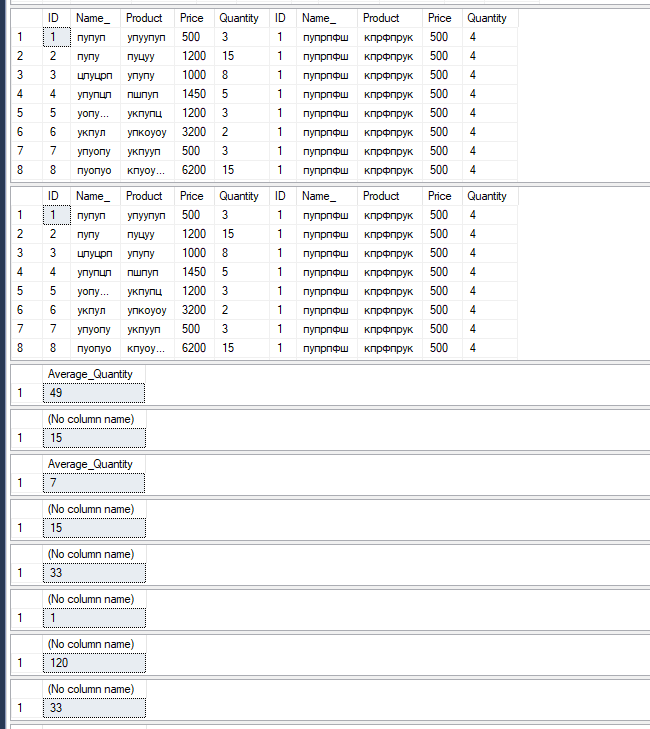 ID Name_ Product Price Quantity ID Name_ Product Price Quantity
1 1 пупуп упуупуп 500 3 1 пупрпфш кпрфпрук 500 4
2 2 пупу пуцуу 1200 15 1 пупрпфш кпрфпрук 500 4
3 3 цпуцрп упупу 1000 8 1 пупрпфш кпрфпрук 500 4
4 4 упупцп пшпуп 1450 5 1 пупрпфш кпрфпрук 500 4
5 5 уопу... укпупц 1200 3 1 пупрпфш кпрфпрук 500 4
6 6 укпул упкоуоу 3200 2 1 пупрпфш кпрфпрук 500 4
7 7 упуопу укпууп 500 3 1 пупрпфш кпрфпрук 500 4
8 8 пуопуо кпуоу... 6200 15 1 пупрпфш кпрфпрук 500 4
ID Name_ Product Price Quantity ID Name_ Product Price Quantity
1 1 пупуп упуупуп 500 3 1 пупрпфш кпрфпрук 500 4
2 2 пупу пуцуу 1200 15 1 пупрпфш кпрфпрук 500 4
3 3 цпуцрп упупу 1000 8 1 пупрпфш кпрфпрук 500 4
4 4 упупцп пшпуп 1450 5 1 пупрпфш кпрфпрук 500 4
5 5 уопу... укпупц 1200 3 1 пупрпфш кпрфпрук 500 4
6 6 укпул упкоуоу 3200 2 1 пупрпфш кпрфпрук 500 4
7 7 упуопу укпууп 500 3 1 пупрпфш кпрфпрук 500 4
8 8 пуопуо кпуоу... 6200 15 1 пупрпфш кпрфпрук 500 4
Average_Quantity
1 49
(No column name)
1 15
Average_Quantity
1 7
(No column name)
1 15
(No column name)
1 33
(No column name)
1 1
(No column name)
1 120
(No column name)
1 33